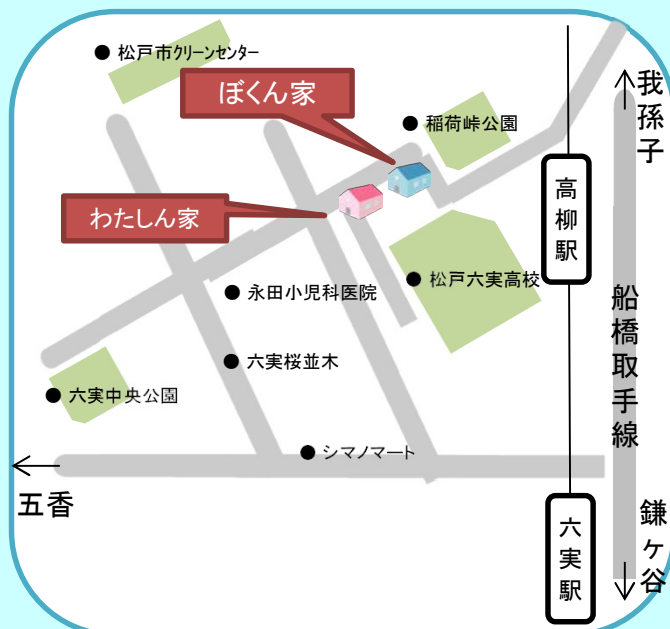 ● 松戸市クリーンセンター
ぼくん家
● 稲荷峠公園
我孫子
わたしん家
高柳駅
● 松戸六実高校
● 永田小児科医院
船橋取手線
● 六実桜並木
● 六実中央公園
● シマノマート
五香
鎌ヶ谷
六実駅